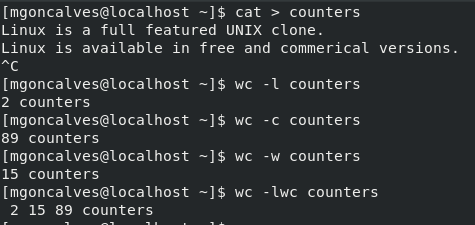 [mgoncalves@localhost ~]$ cat > counters
Linux is a full featured UNIX clone.
Linux is available in free and commerical versions.
^C
[mgoncalves@localhost ~]$ wc -l counters
2 counters
[mgoncalves@localhost ~]$ wc -c counters
89 counters
[mgoncalves@localhost ~]$ wc -w counters
15 counters
[mgoncalves@localhost ~]$ wc -lwc counters
 2 15 89 counters